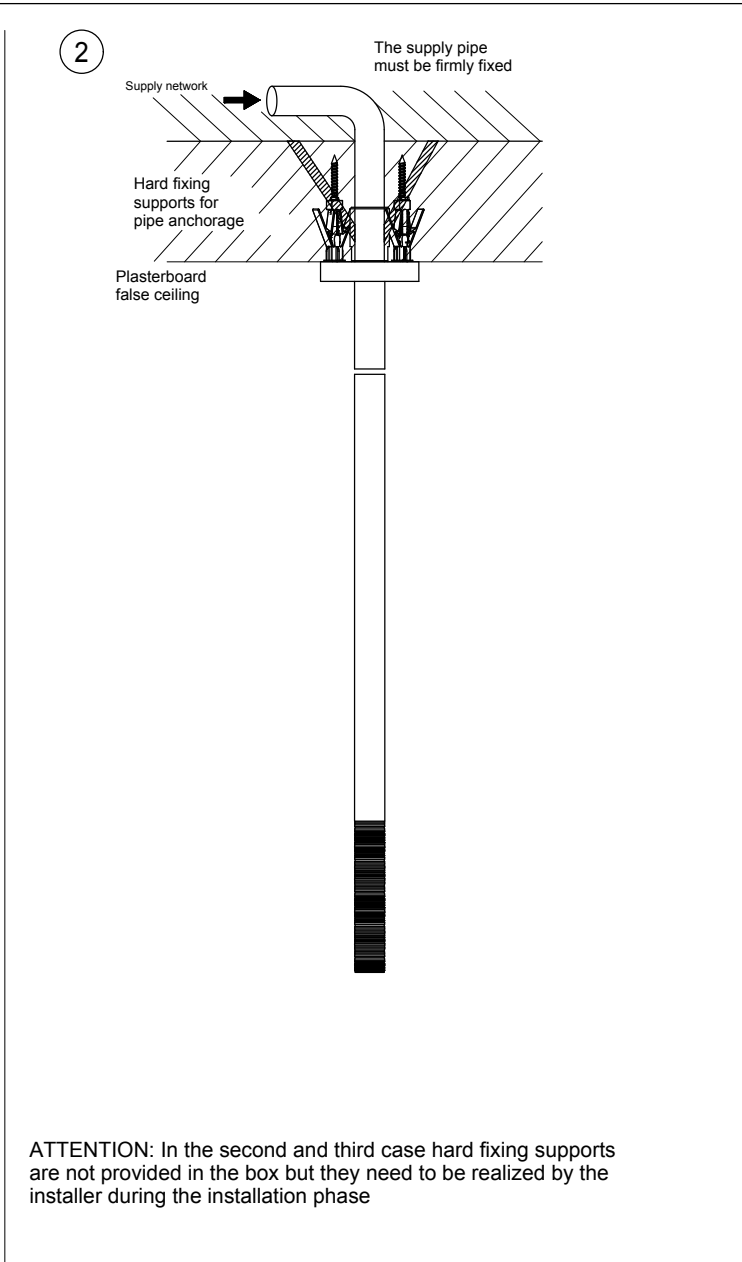 2
The supply pipe
must be firmly fixed
Supply network
Hard fixing
supports for
pipe anchorage
Plasterboard
false ceiling
ATTENTION: In the second and third case hard fixing supports
are not provided in the box but they need to be realized by the
installer during the installation phase